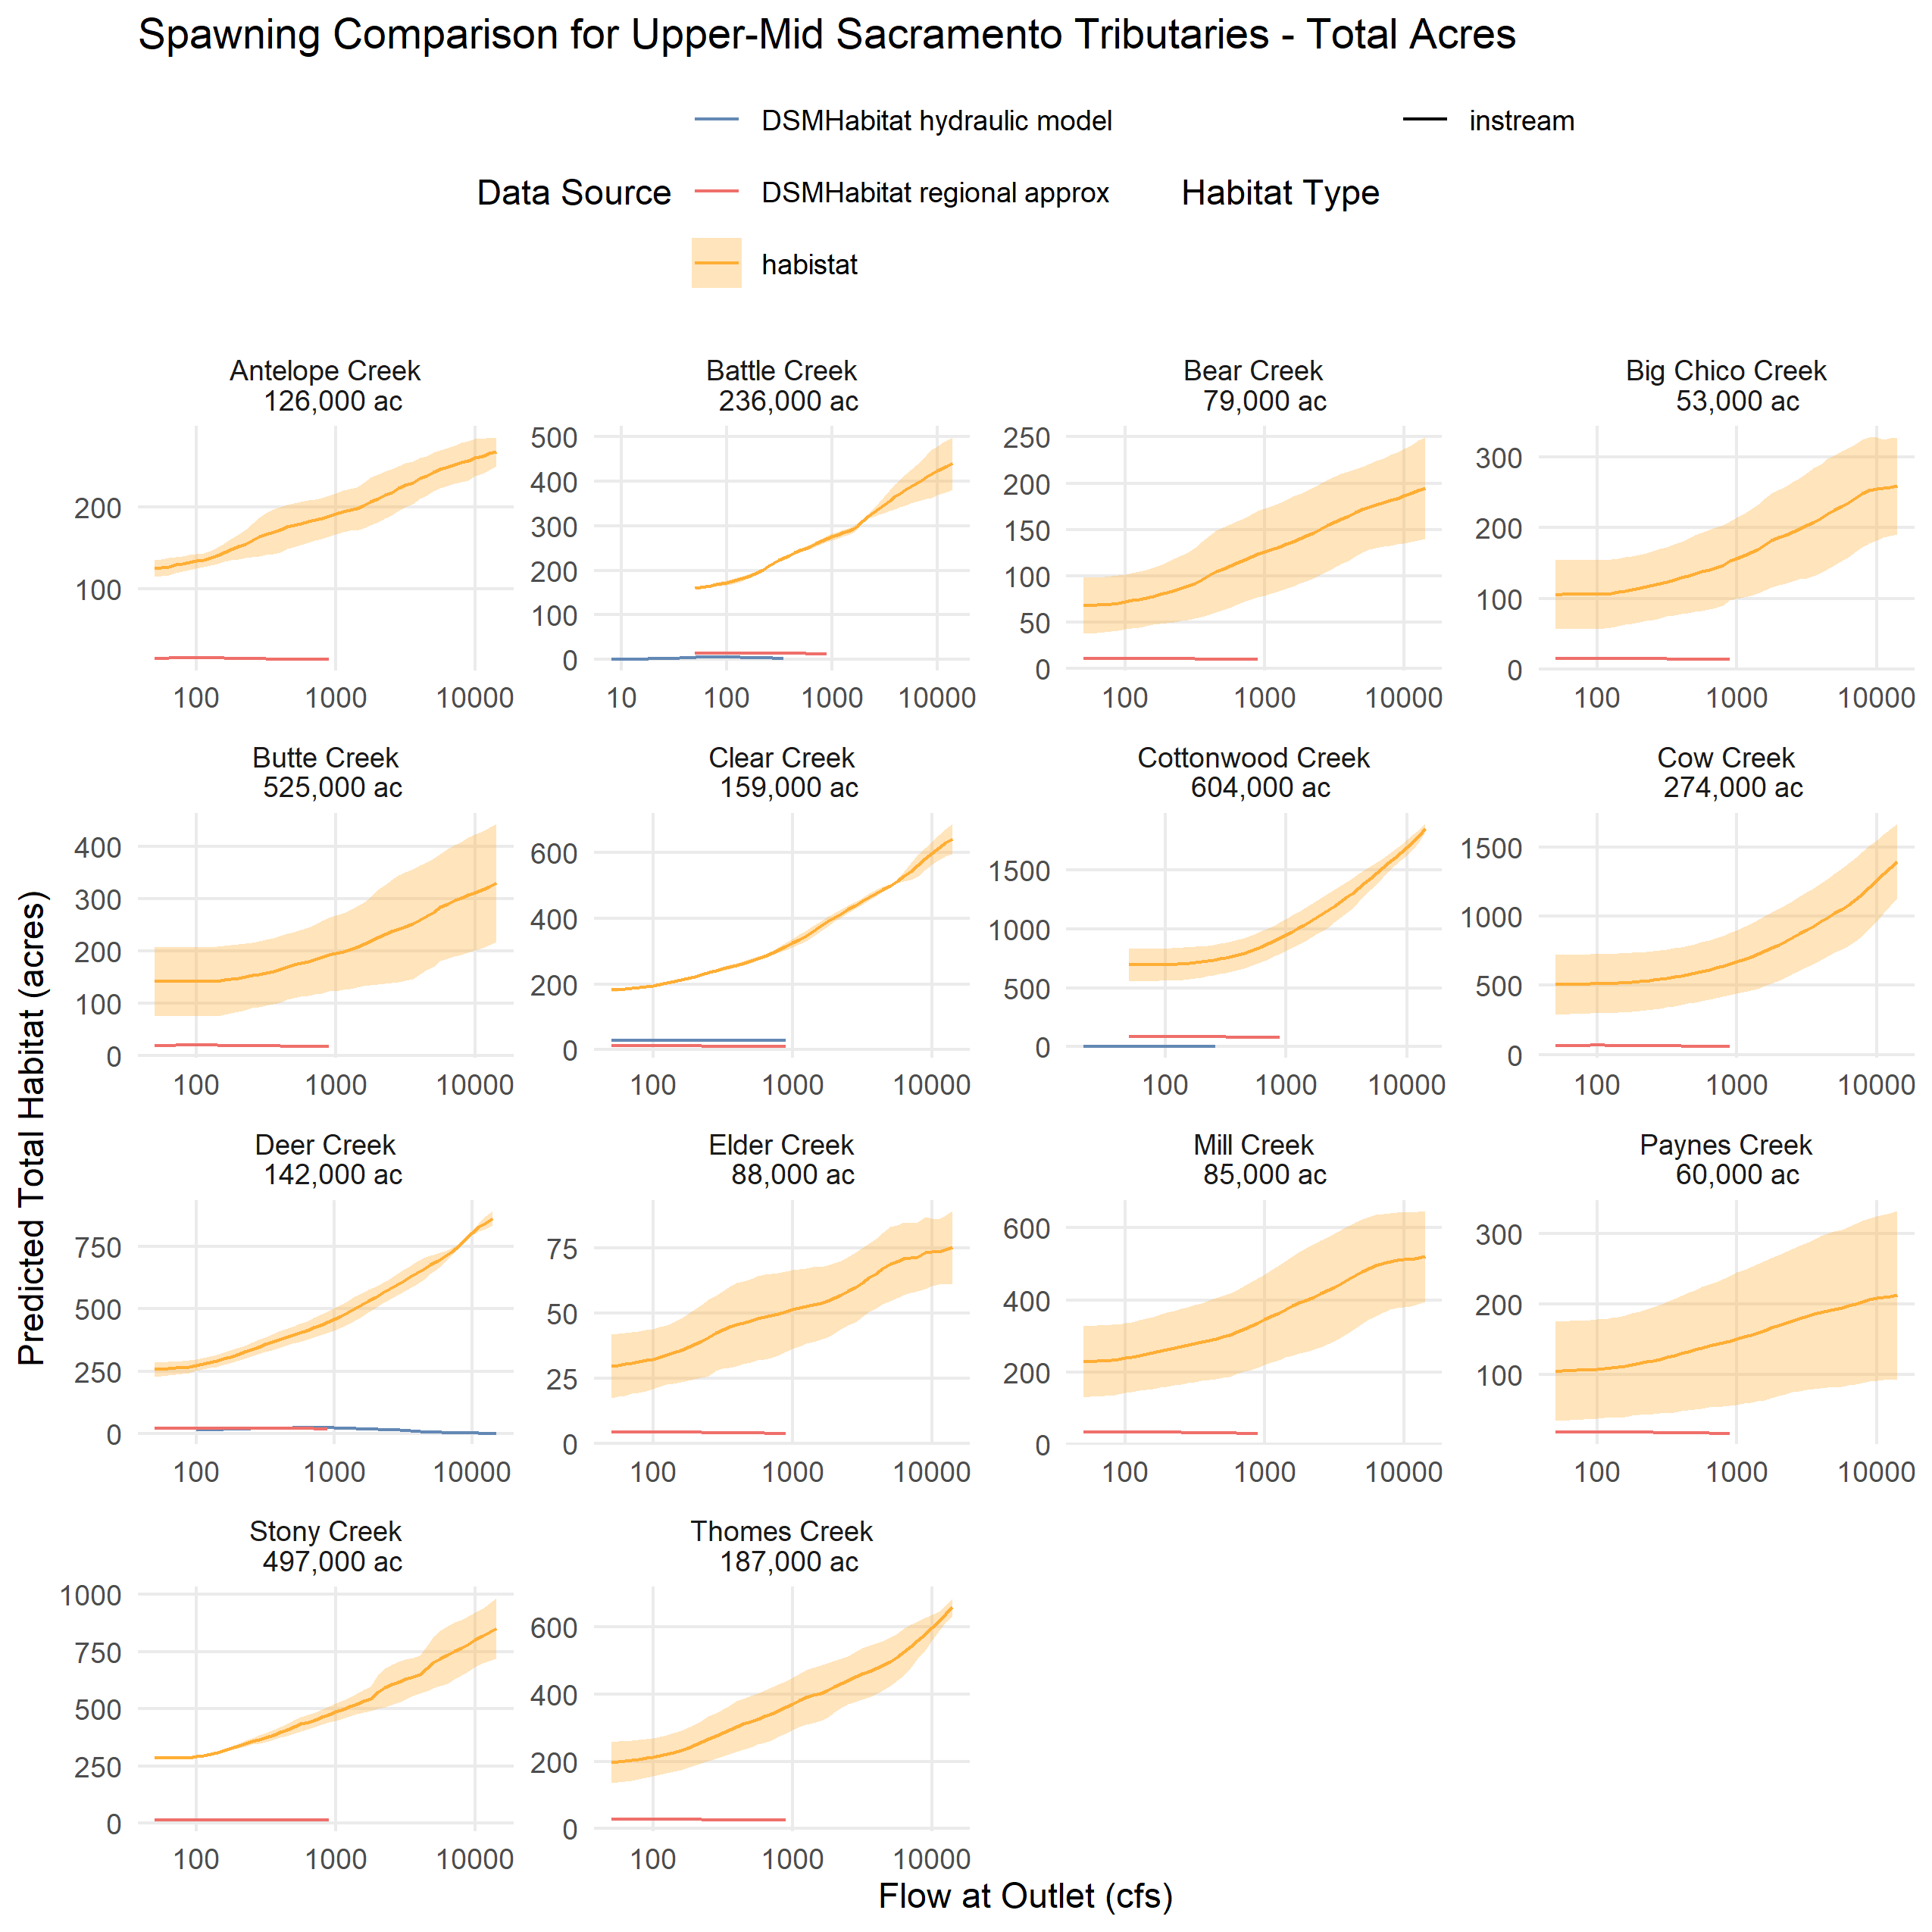 Spawning Comparison for Upper-Mid Sacramento Tributaries - Total Acres
Data Source
DSMHabitat hydraulic model
DSMHabitat regional approx
habistat
Habitat Type
instream
Predicted Total Habitat (acres)
Antelope Creek
126,000 ac
200
100
100 1000 10000
Battle Creek
236,000 ac
500
400
300
200
100
0
10 100 1000 10000
Bear Creek
79,000 ac
250
200
150
100
50
0
100 1000 10000
Big Chico Creek
53,000 ac
300
200
100
0
100 1000 10000
Butte Creek
525,000 ac
400
300
200
100
0
100 1000 10000
Clear Creek
159,000 ac
600
400
200
0
100 1000 10000
Cottonwood Creek
604,000 ac
1500
1000
500
0
100 1000 10000
Cow Creek
274,000 ac
1500
1000
500
0
100 1000 10000
Deer Creek
142,000 ac
750
500
250
0
100 1000 10000
Elder Creek
88,000 ac
75
50
25
0
100 1000 10000
Mill Creek
85,000 ac
600
400
200
0
100 1000 10000
Paynes Creek
60,000 ac
300
200
100
100 1000 10000
Stony Creek
497,000 ac
1000
750
500
250
0
100 1000 10000
Thomes Creek
187,000 ac
600
400
200
0
100 1000 10000
Flow at Outlet (cfs)